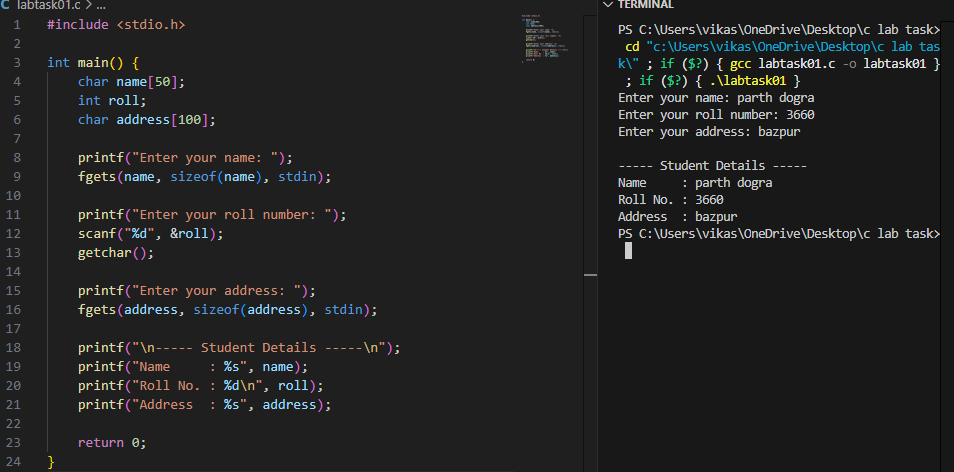 C labtask01.c > ...
1 #include <stdio.h>
2
3 int main() {
4     char name[50];
5     int roll;
6     char address[100];
7
8     printf("Enter your name: ");
9     fgets(name, sizeof(name), stdin);
10
11     printf("Enter your roll number: ");
12     scanf("%d", &roll);
13     getchar();
14
15     printf("Enter your address: ");
16     fgets(address, sizeof(address), stdin);
17
18     printf("\n----- Student Details -----\n");
19     printf("Name     : %s", name);
20     printf("Roll No. : %d\n", roll);
21     printf("Address  : %s", address);
22
23     return 0;
24 }
TERMINAL
PS C:\Users\vikas\OneDrive\Desktop\c lab task>
cd "c:\Users\vikas\OneDrive\Desktop\c lab tas
k\" ; if ($?) { gcc labtask01.c -o labtask01 }
; if ($?) { .\labtask01 }
Enter your name: parth dogra
Enter your roll number: 3660
Enter your address: bazpur

----- Student Details -----
Name     : parth dogra
Roll No. : 3660
Address  : bazpur
PS C:\Users\vikas\OneDrive\Desktop\c lab task>